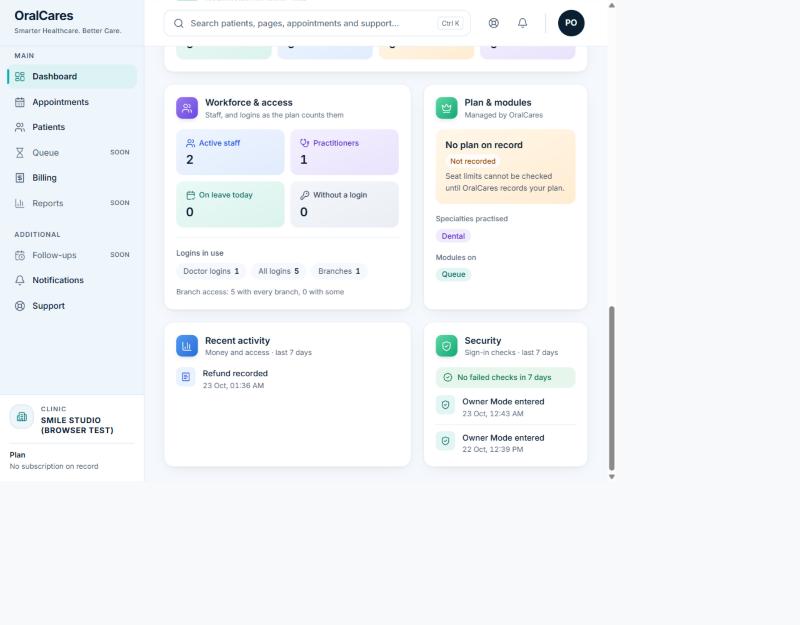 OralCares
Smarter Healthcare. Better Care.
Search patients, pages, appointments and support...
Ctrl K
PO
MAIN
Dashboard
Appointments
Patients
Queue SOON
Billing
Reports SOON
ADDITIONAL
Follow-ups SOON
Notifications
Support
CLINIC
SMILE STUDIO
(BROWSER TEST)
Plan
No subscription on record
Workforce & access
Staff, and logins as the plan counts them
Active staff
2
Practitioners
1
On leave today
0
Without a login
0
Logins in use
Doctor logins 1
All logins 5
Branches 1
Branch access: 5 with every branch, 0 with some
Plan & modules
Managed by OralCares
No plan on record
Not recorded
Seat limits cannot be checked
until OralCares records your plan.
Specialties practised
Dental
Modules on
Queue
Recent activity
Money and access · last 7 days
Refund recorded
23 Oct, 01:36 AM
Security
Sign-in checks · last 7 days
No failed checks in 7 days
Owner Mode entered
23 Oct, 12:43 AM
Owner Mode entered
22 Oct, 12:39 PM